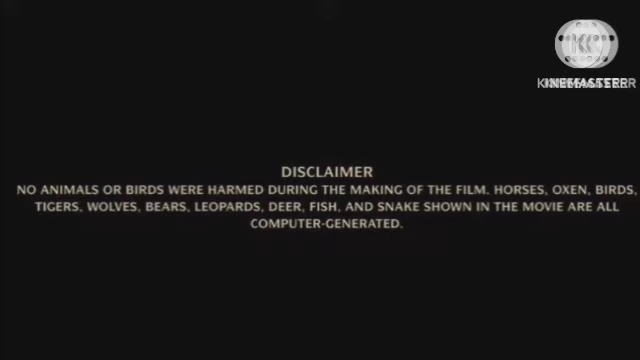 DISCLAIMER
NO ANIMALS OR BIRDS WERE HARMED DURING THE MAKING OF THE FILM. HORSES, OXEN, BIRDS,
TIGERS, WOLVES, BEARS, LEOPARDS, DEER, FISH, AND SNAKE SHOWN IN THE MOVIE ARE ALL
COMPUTER-GENERATED.